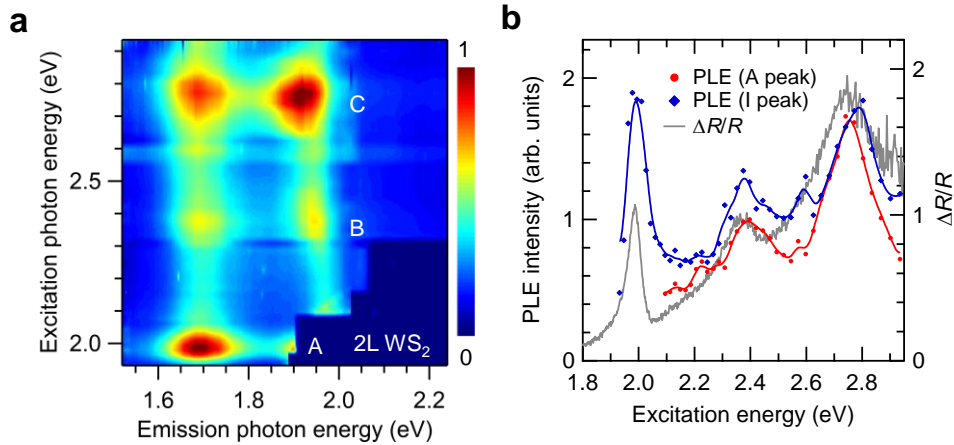 a
Excitation photon energy (eV)
2.5
2.0
1.6
1.8
2.0
2.2
Emission photon energy (eV)
C
B
A
2L WS₂
1
0
b
PLE intensity (arb. units)
2
1
0
PLE (A peak)
PLE (I peak)
ΔR/R
2.0
1.0
0
ΔR/R
1.8
2.0
2.2
2.4
2.6
2.8
Excitation energy (eV)